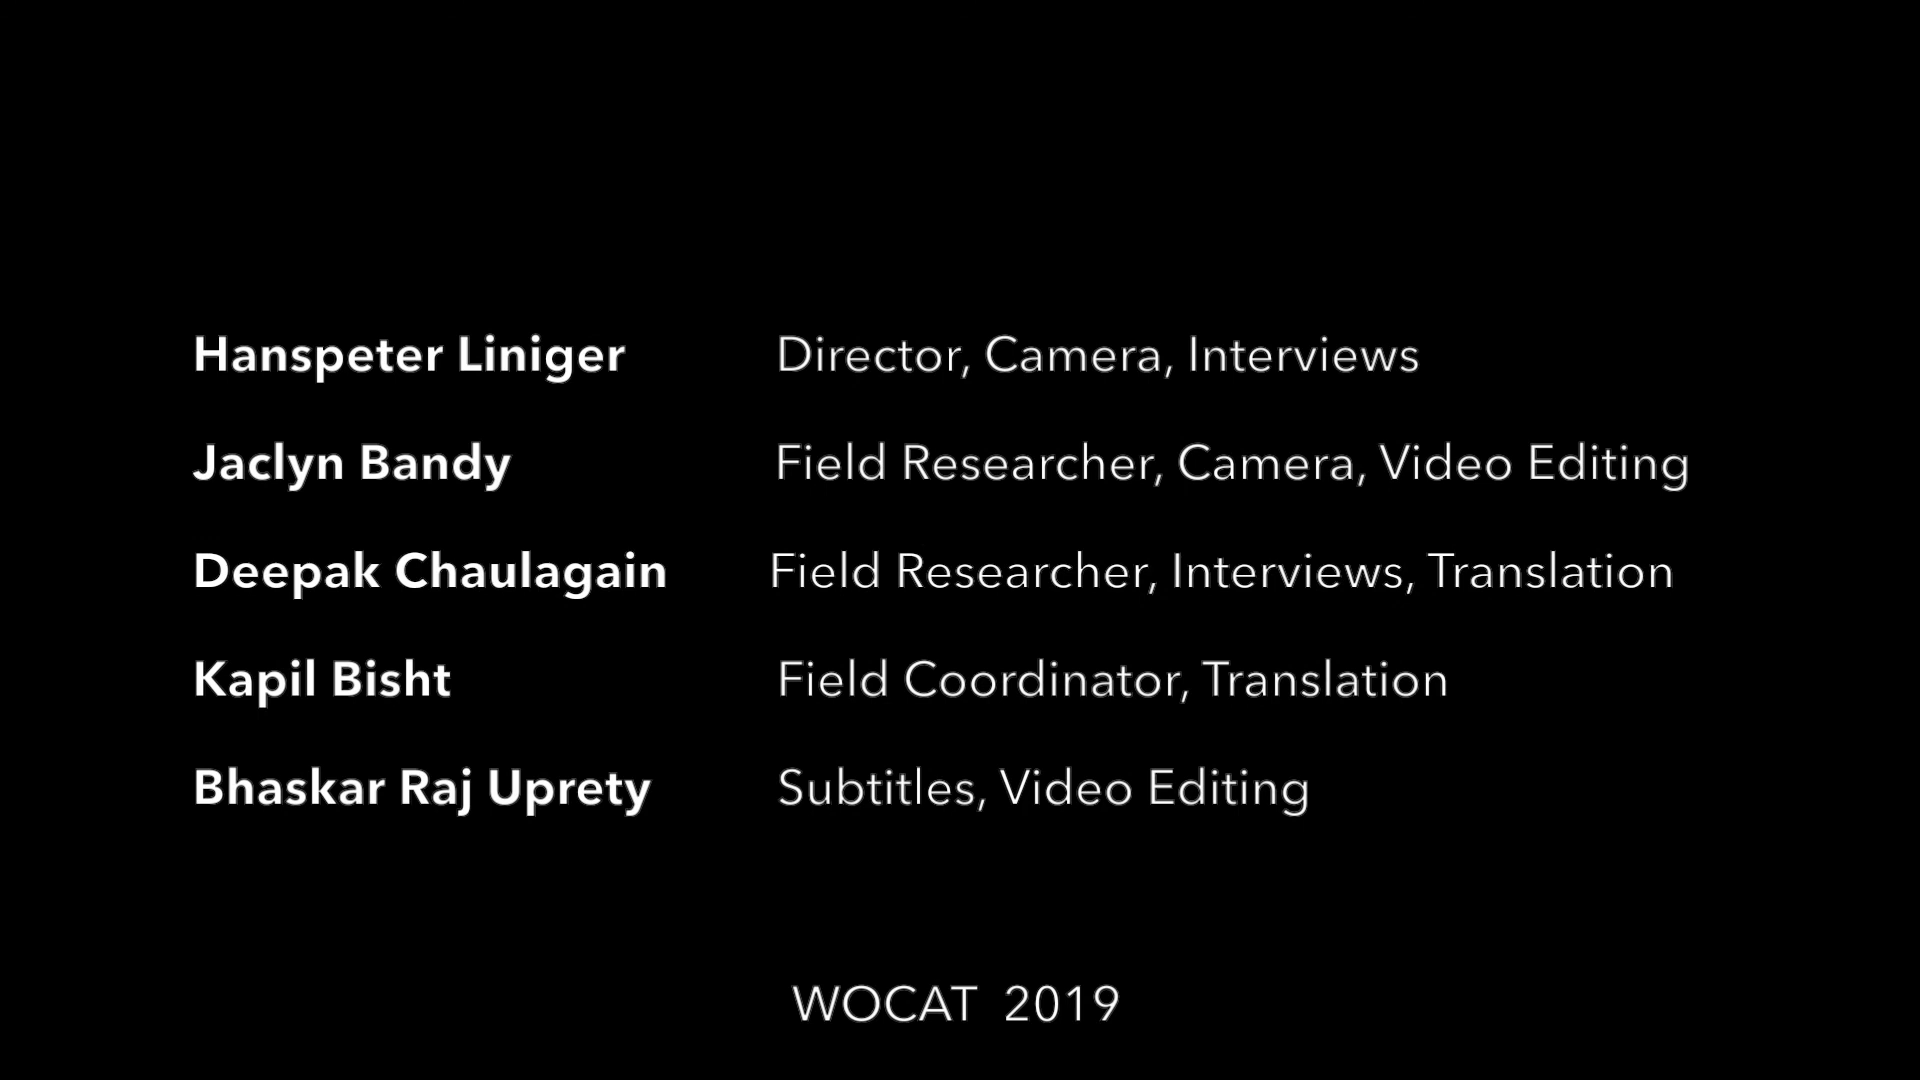 Hanspeter Liniger Director, Camera, Interviews
Jaclyn Bandy Field Researcher, Camera, Video Editing
Deepak Chaulagain Field Researcher, Interviews, Translation
Kapil Bisht Field Coordinator, Translation
Bhaskar Raj Uprety Subtitles, Video Editing
WOCAT 2019